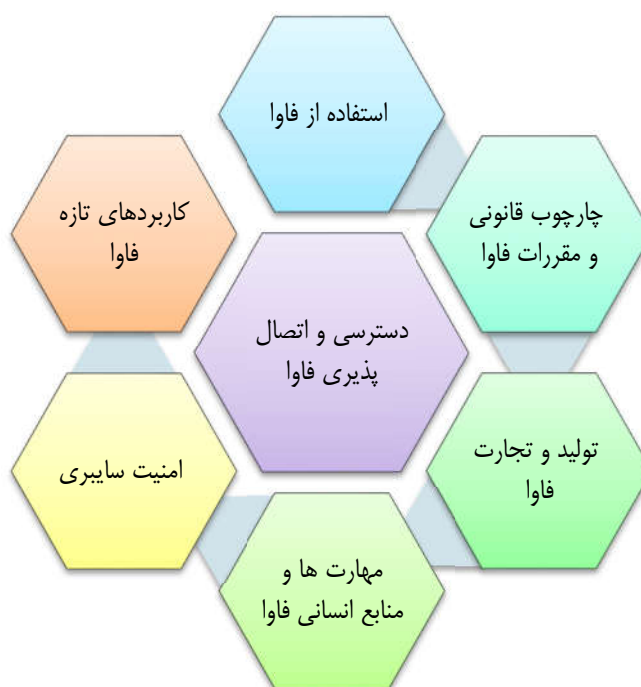 استفاده از فاوا
چارچوب قانونی
و مقررات فاوا
تولید و تجارت
فاوا
مهارت ها و
منابع انسانی فاوا
امنیت سایبری
کاربردهای تازه
فاوا
دسترسی و اتصال
پذیری فاوا